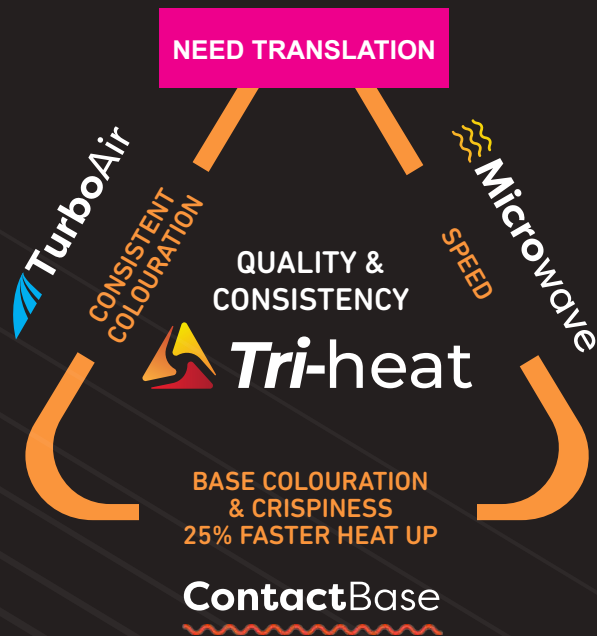 NEED TRANSLATION
TurboAir
CONSISTENT
COLOURATION
Microwave
SPEED
QUALITY &
CONSISTENCY
Tri-heat
BASE COLOURATION
& CRISPINESS
25% FASTER HEAT UP
ContactBase